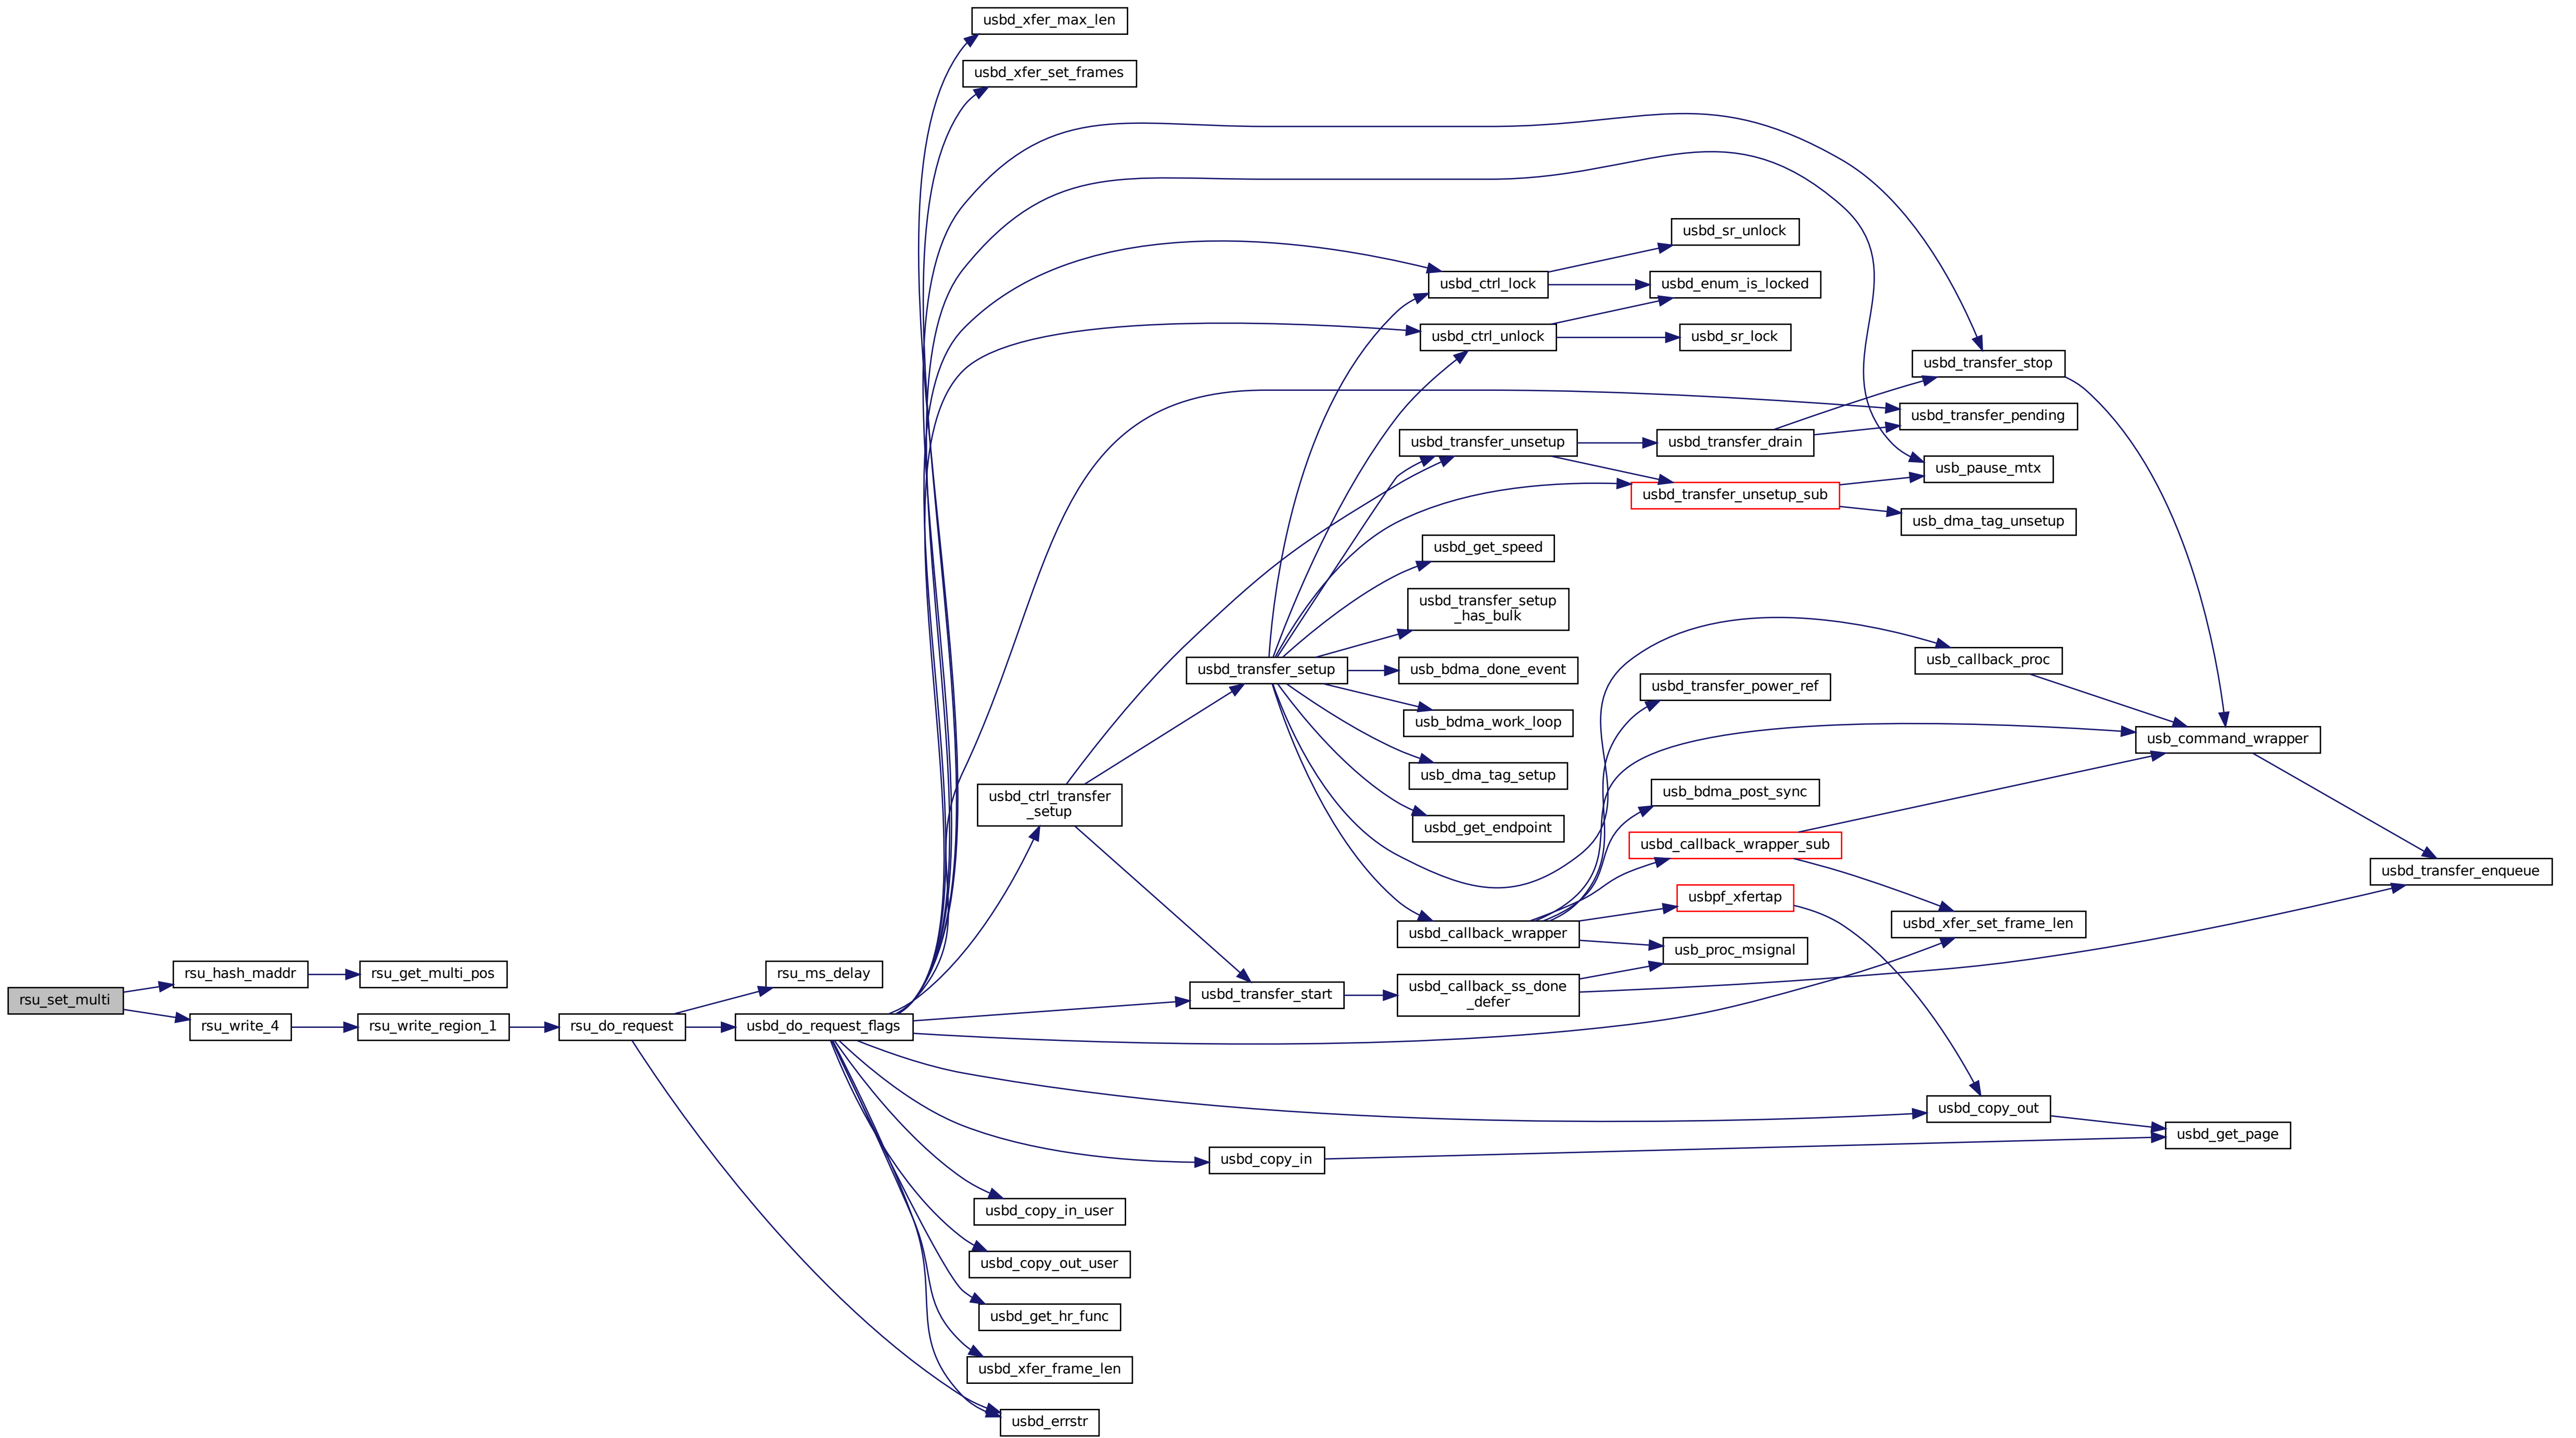 usbd_xfer_max_len
usbd_xfer_set_frames
usbd_sr_unlock
usbd_ctrl_lock
usbd_enum_is_locked
usbd_ctrl_unlock
usbd_sr_lock
usbd_transfer_stop
usbd_transfer_pending
usbd_transfer_unsetup
usbd_transfer_drain
usb_pause_mtx
usbd_transfer_unsetup_sub
usb_dma_tag_unsetup
usbd_get_speed
usbd_transfer_setup
_has_bulk
usb_callback_proc
usbd_transfer_setup
usb_bdma_done_event
usbd_transfer_power_ref
usb_bdma_work_loop
usb_command_wrapper
usb_dma_tag_setup
usb_bdma_post_sync
usbd_ctrl_transfer
_setup
usbd_get_endpoint
usbd_callback_wrapper_sub
usbd_transfer_enqueue
usbpf_xfertap
usbd_callback_wrapper
usbd_xfer_set_frame_len
usb_proc_msignal
rsu_hash_maddr
rsu_get_multi_pos
rsu_ms_delay
rsu_set_multi
usbd_transfer_start
usbd_callback_ss_done
_defer
rsu_write_4
rsu_write_region_1
rsu_do_request
usbd_do_request_flags
usbd_copy_out
usbd_get_page
usbd_copy_in
usbd_copy_in_user
usbd_copy_out_user
usbd_get_hr_func
usbd_xfer_frame_len
usbd_errstr